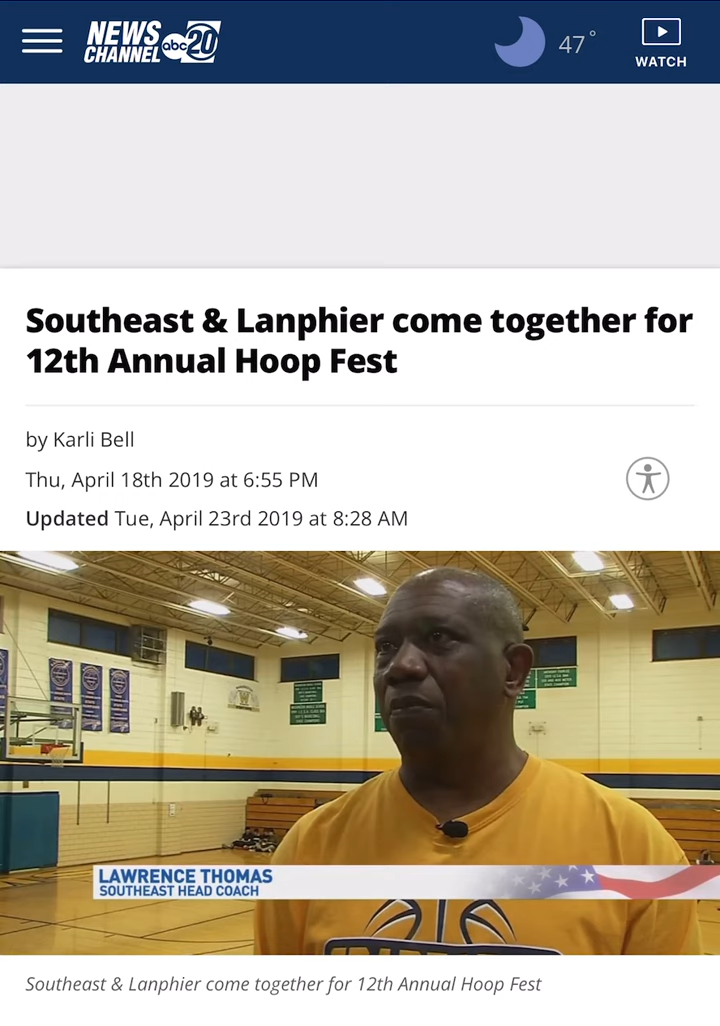 NEWS
CHANNEL abc 20
47°
WATCH
Southeast & Lanphier come together for
12th Annual Hoop Fest
by Karli Bell
Thu, April 18th 2019 at 6:55 PM
Updated Tue, April 23rd 2019 at 8:28 AM
LAWRENCE THOMAS
SOUTHEAST HEAD COACH
Southeast & Lanphier come together for 12th Annual Hoop Fest